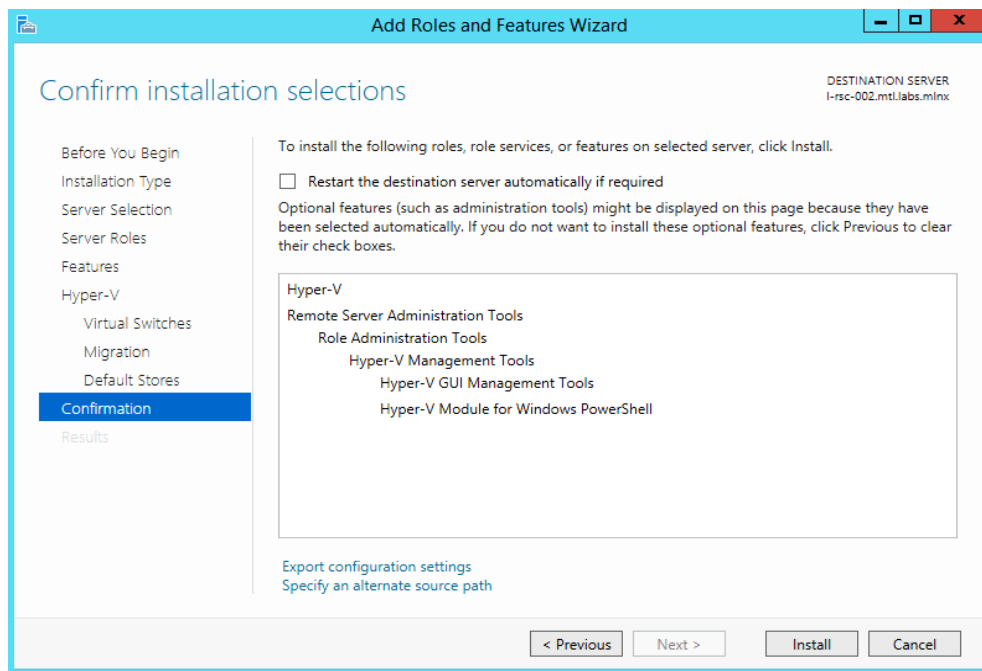 Add Roles and Features Wizard
x
Confirm installation selections
DESTINATION SERVER
l-rsc-002.mtl.labs.mlnx
Before You Begin
Installation Type
Server Selection
Server Roles
Features
Hyper-V
Virtual Switches
Migration
Default Stores
Confirmation
Results
To install the following roles, role services, or features on selected server, click Install.
Restart the destination server automatically if required
Optional features (such as administration tools) might be displayed on this page because they have
been selected automatically. If you do not want to install these optional features, click Previous to clear
their check boxes.
Hyper-V
Remote Server Administration Tools
Role Administration Tools
Hyper-V Management Tools
Hyper-V GUI Management Tools
Hyper-V Module for Windows PowerShell
Export configuration settings
Specify an alternate source path
< Previous
Next >
Install
Cancel